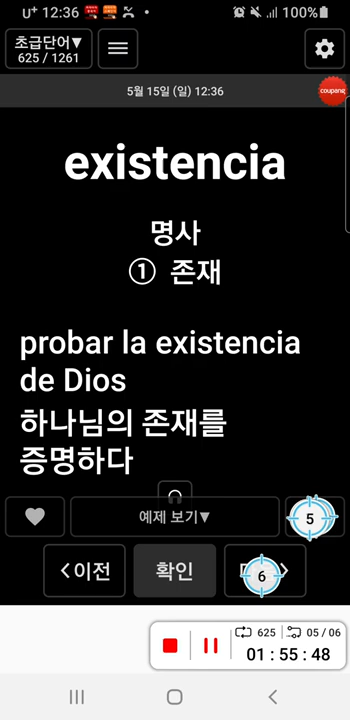 U+ 12:36 100%
초급단어▼
625 / 1261
5월 15일 (일) 12:36
coupang
existencia
명사
① 존재
probar la existencia
de Dios
하나님의 존재를
증명하다
예제 보기▼
5
<이전
확인
6
625 05 / 06
01 : 55 : 48